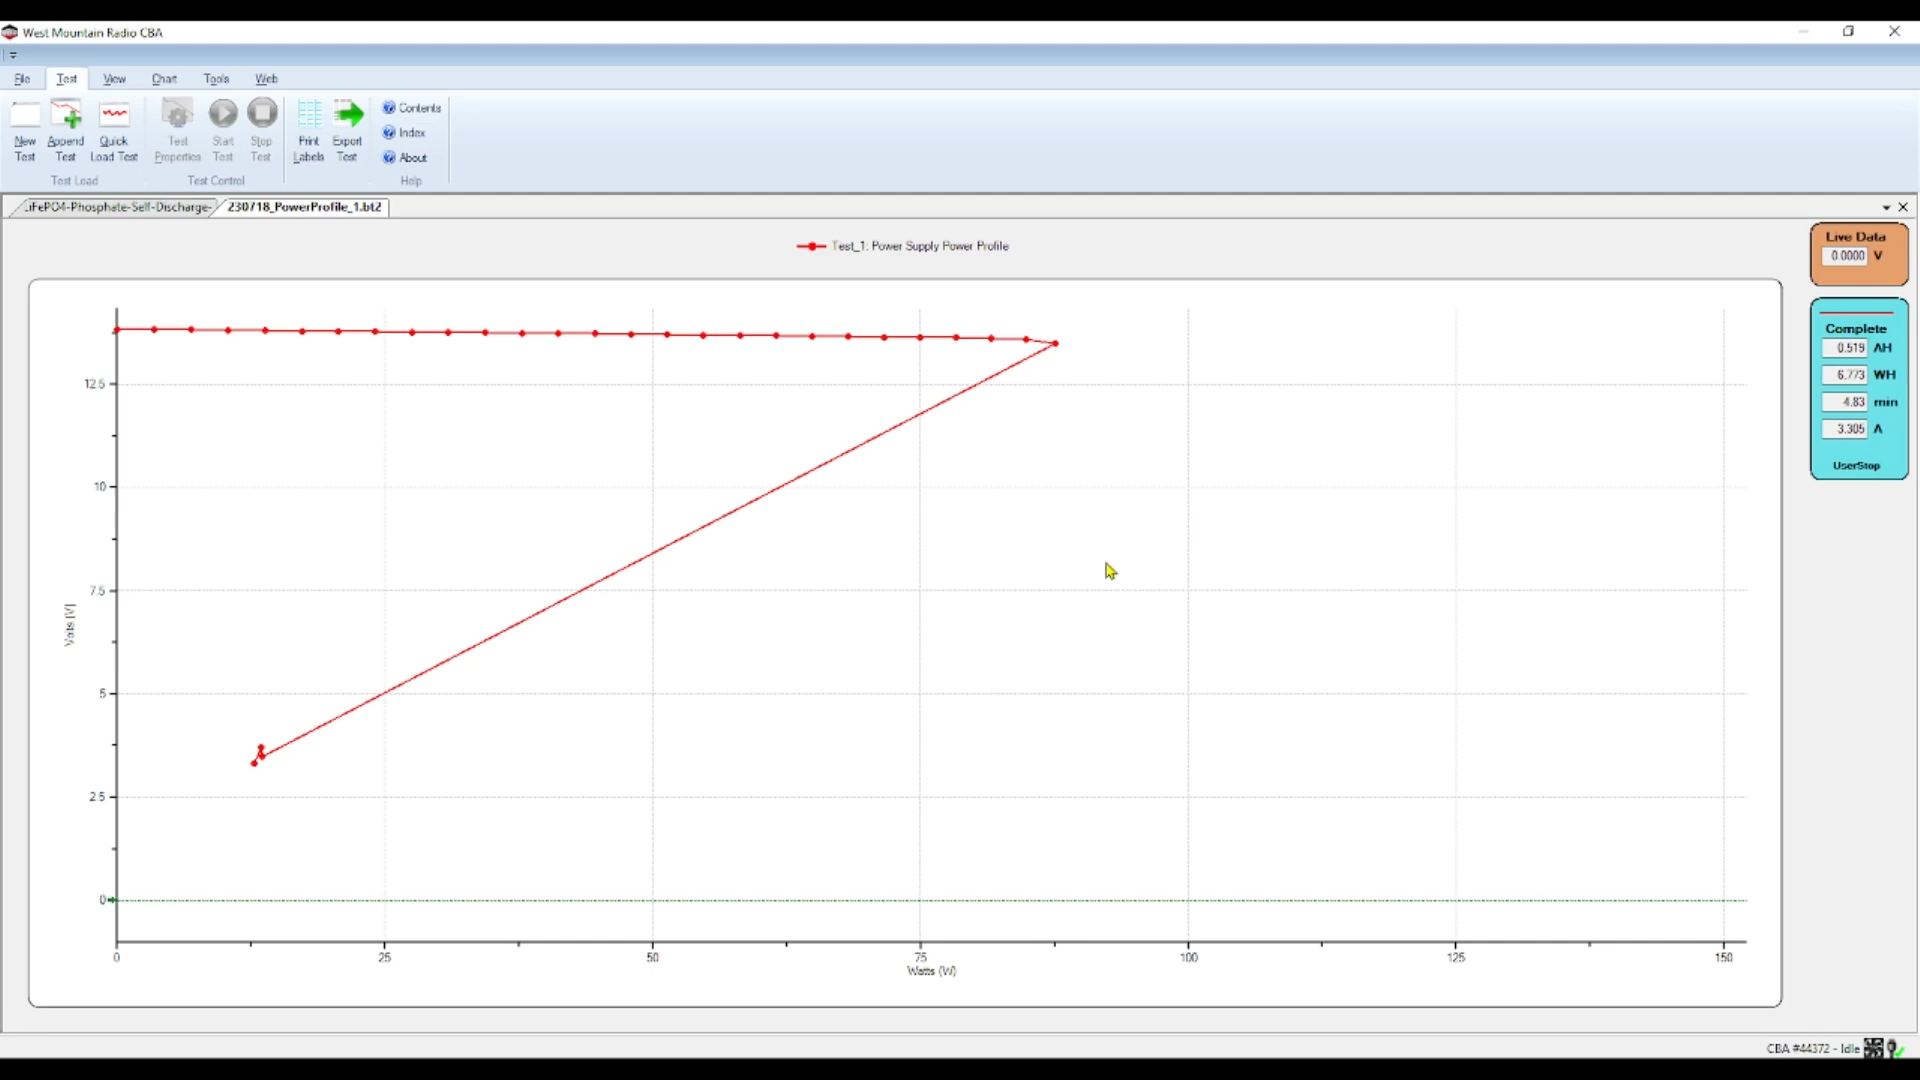 West Mountain Radio CBA
File Test View Chart Tools Web
New Test
Append Test
Quick Load Test
Test Load
Test Properties
Start Test
Stop Test
Test Control
Print Labels
Export Test
Contents
Index
About
Help
iFePO4-Phosphate-Self-Discharge-
230718_PowerProfile_1.bt2
Test_1: Power Supply Power Profile
Live Data
0.0000 V
Complete
0.519 AH
6.773 WH
4.83 min
3.305 A
UserStop
12.5
10
7.5
Volts (V)
5
2.5
0
0 25 50 75 100 125 150
Watts (W)
CBA #44372 - Idle